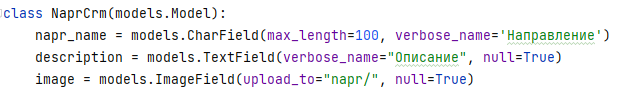 class NaprCrm(models.Model):
    napr_name = models.CharField(max_length=100, verbose_name='Направление')
    description = models.TextField(verbose_name="Описание", null=True)
    image = models.ImageField(upload_to="napr/", null=True)